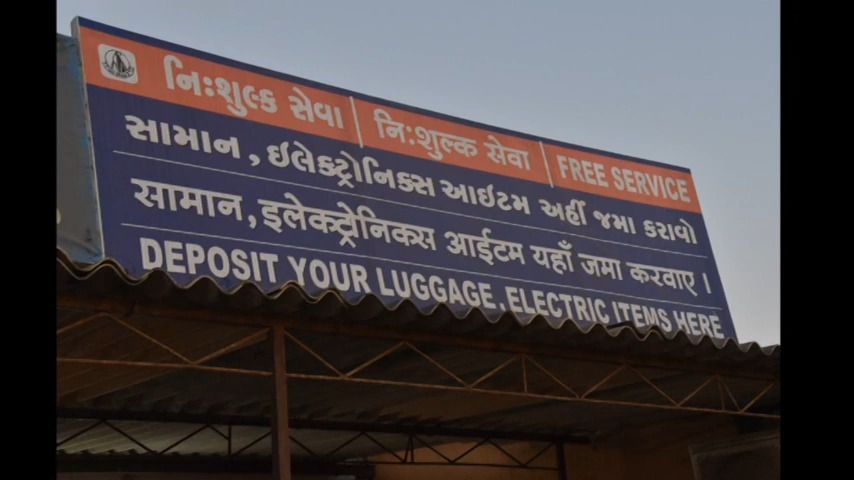 નિઃશુલ્ક સેવા | નિ:શુલ્ક સેવા | FREE SERVICE
સામાન, ઇલેક્ટ્રોનિક્સ આઇટમ અહીં જમા કરાવો
सामान, इलेक्ट्रोनिक्स आईटम यहाँ जमा करवाए।
DEPOSIT YOUR LUGGAGE. ELECTRIC ITEMS HERE